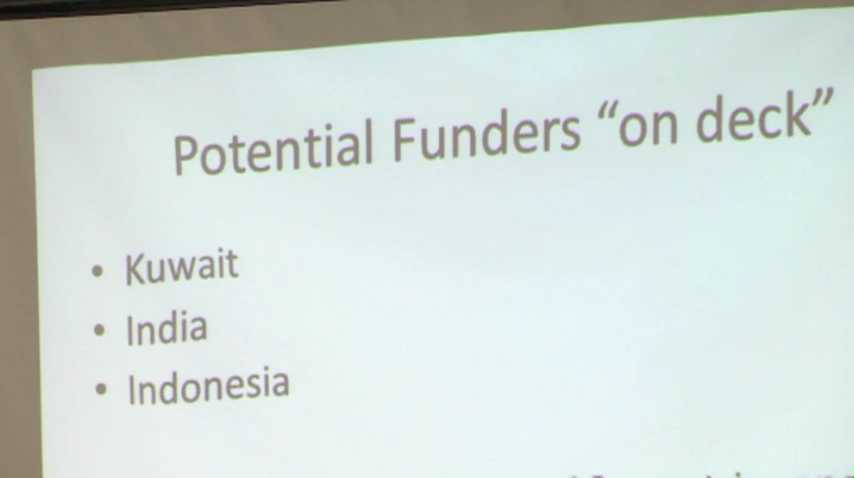 Potential Funders “on deck”
• Kuwait
• India
• Indonesia